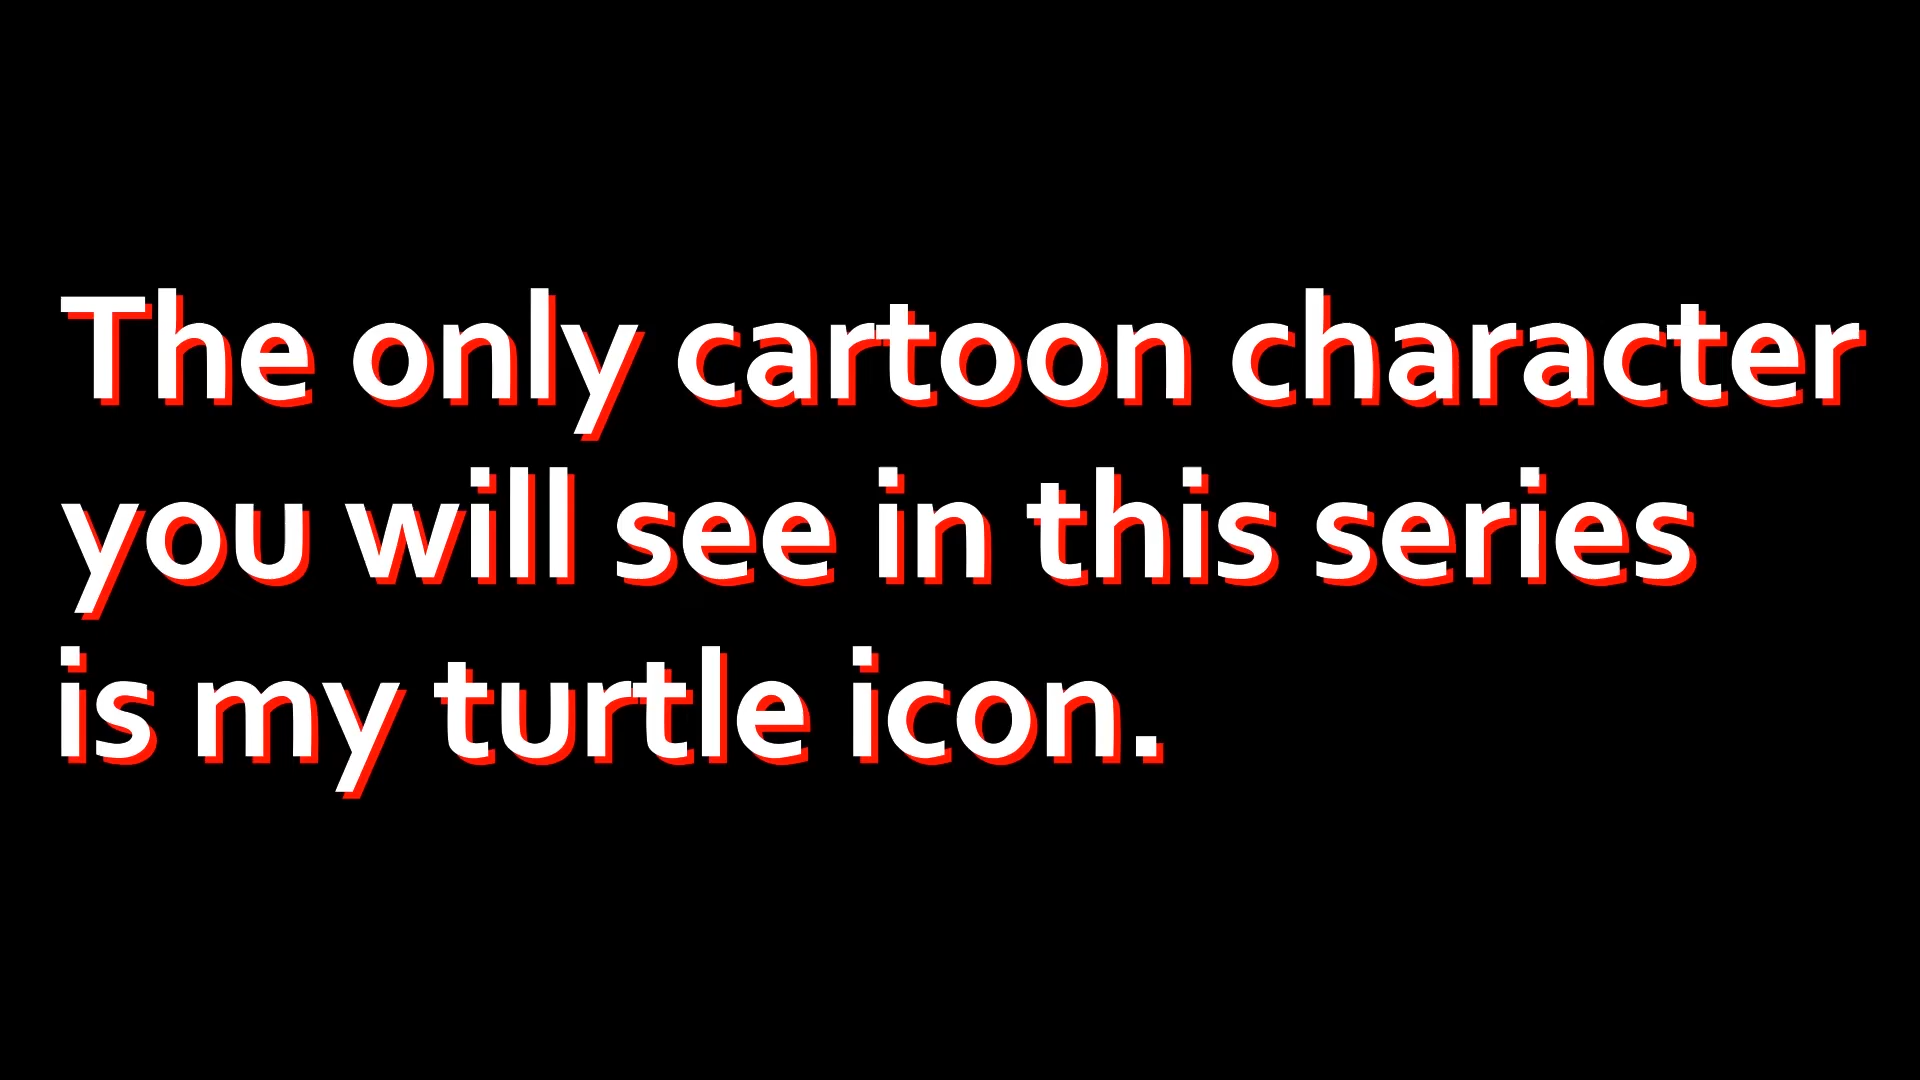 The only cartoon character
you will see in this series
is my turtle icon.